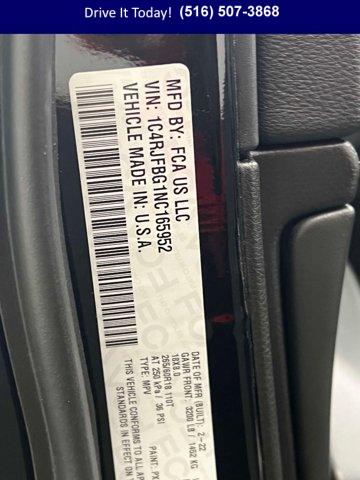 Drive It Today! (516) 507-3868
MFD BY: FCA US LLC
VIN: 1C4RJFBG1NC165952
VEHICLE MADE IN: U.S.A.
DATE OF MFR (BUILT): 2-22
GAWR FRONT: 3200 LB / 1452 KG
18X8.0
265/60R18 110T
AT 250 kPa / 36 PSI
TYPE: MPV
THIS VEHICLE CONFORMS TO ALL
STANDARDS IN EFFECT ON
PAINT: PX